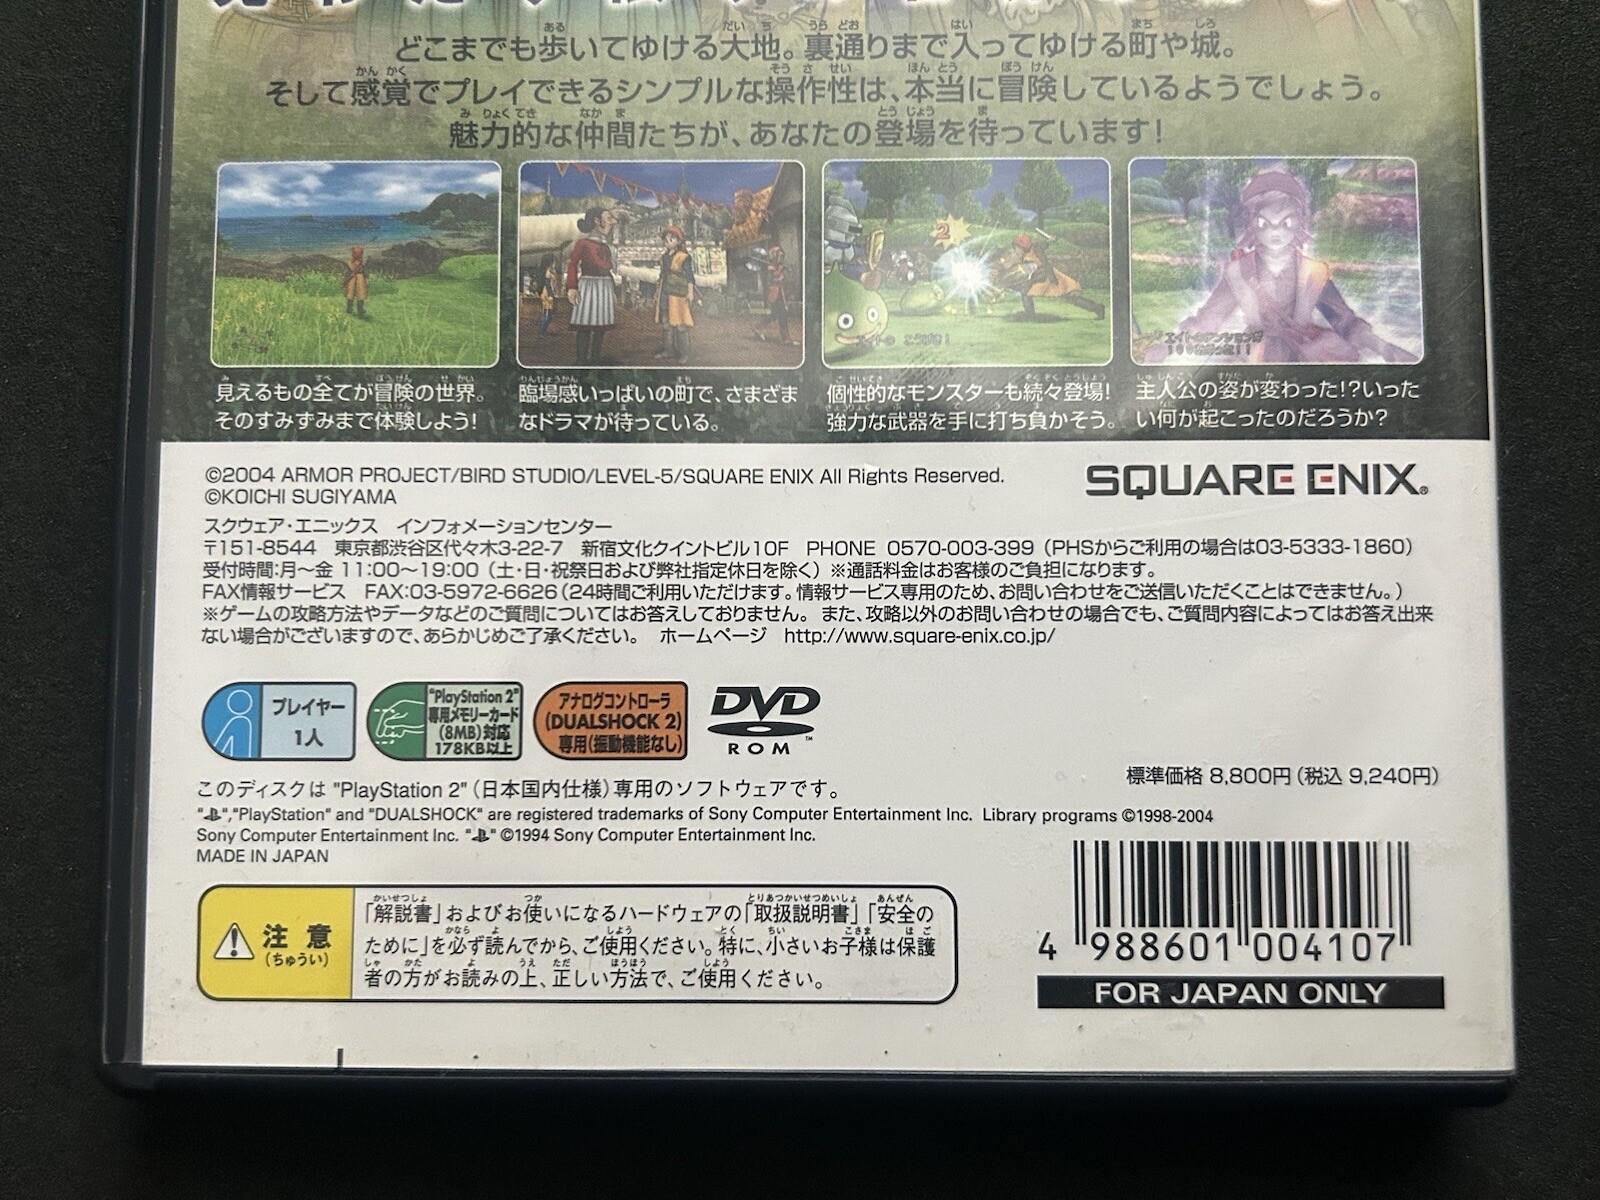 どこまでも歩いてゆける大地。裏通りまで入ってゆける町や城。
そして感覚でプレイできるシンプルな操作性は、本当に冒険しているようでしょう。
魅力的な仲間たちが、あなたの登場を待っています!
2
エイトの こうげき!
見えるもの全てが冒険の世界。
そのすみずみまで体験しよう!
臨場感いっぱいの町で、さまざま
なドラマが待っている。
個性的なモンスターも続々登場!
強力な武器を手に打ち負かそう。
主人公の姿が変わった!?いった
い何が起こったのだろうか?
©2004 ARMOR PROJECT/BIRD STUDIO/LEVEL-5/SQUARE ENIX All Rights Reserved.
©KOICHI SUGIYAMA
SQUARE ENIX®
スクウェア・エニックス インフォメーションセンター
〒151-8544 東京都渋谷区代々木3-22-7 新宿文化クイントビル10F PHONE 0570-003-399 (PHSからご利用の場合は03-5333-1860)
受付時間:月〜金 11:00〜19:00 (土・日・祝祭日および弊社指定休日を除く) ※通話料金はお客様のご負担になります。
FAX情報サービス FAX:03-5972-6626 (24時間ご利用いただけます。情報サービス専用のため、お問い合わせをご送信いただくことはできません。)
※ゲームの攻略方法やデータなどのご質問についてはお答えしておりません。また、攻略以外のお問い合わせの場合でも、ご質問内容によってはお答え出来
ない場合がございますので、あらかじめご了承ください。 ホームページ http://www.square-enix.co.jp/
プレイヤー
1人
"PlayStation 2"
専用メモリーカード
(8MB)対応
178KB以上
アナログコントローラ
(DUALSHOCK 2)
専用(振動機能なし)
DVD
ROM
™
標準価格 8,800円 (税込 9,240円)
このディスクは "PlayStation 2" (日本国内仕様) 専用のソフトウェアです。
"PlayStation" and "DUALSHOCK" are registered trademarks of Sony Computer Entertainment Inc. Library programs ©1998-2004
Sony Computer Entertainment Inc. ©1994 Sony Computer Entertainment Inc.
MADE IN JAPAN
注意
(ちゅうい)
「解説書」およびお使いになるハードウェアの「取扱説明書」「安全の
ために」を必ず読んでから、ご使用ください。特に、小さいお子様は保護
者の方がお読みの上、正しい方法で、ご使用ください。
4 988601 004107
FOR JAPAN ONLY